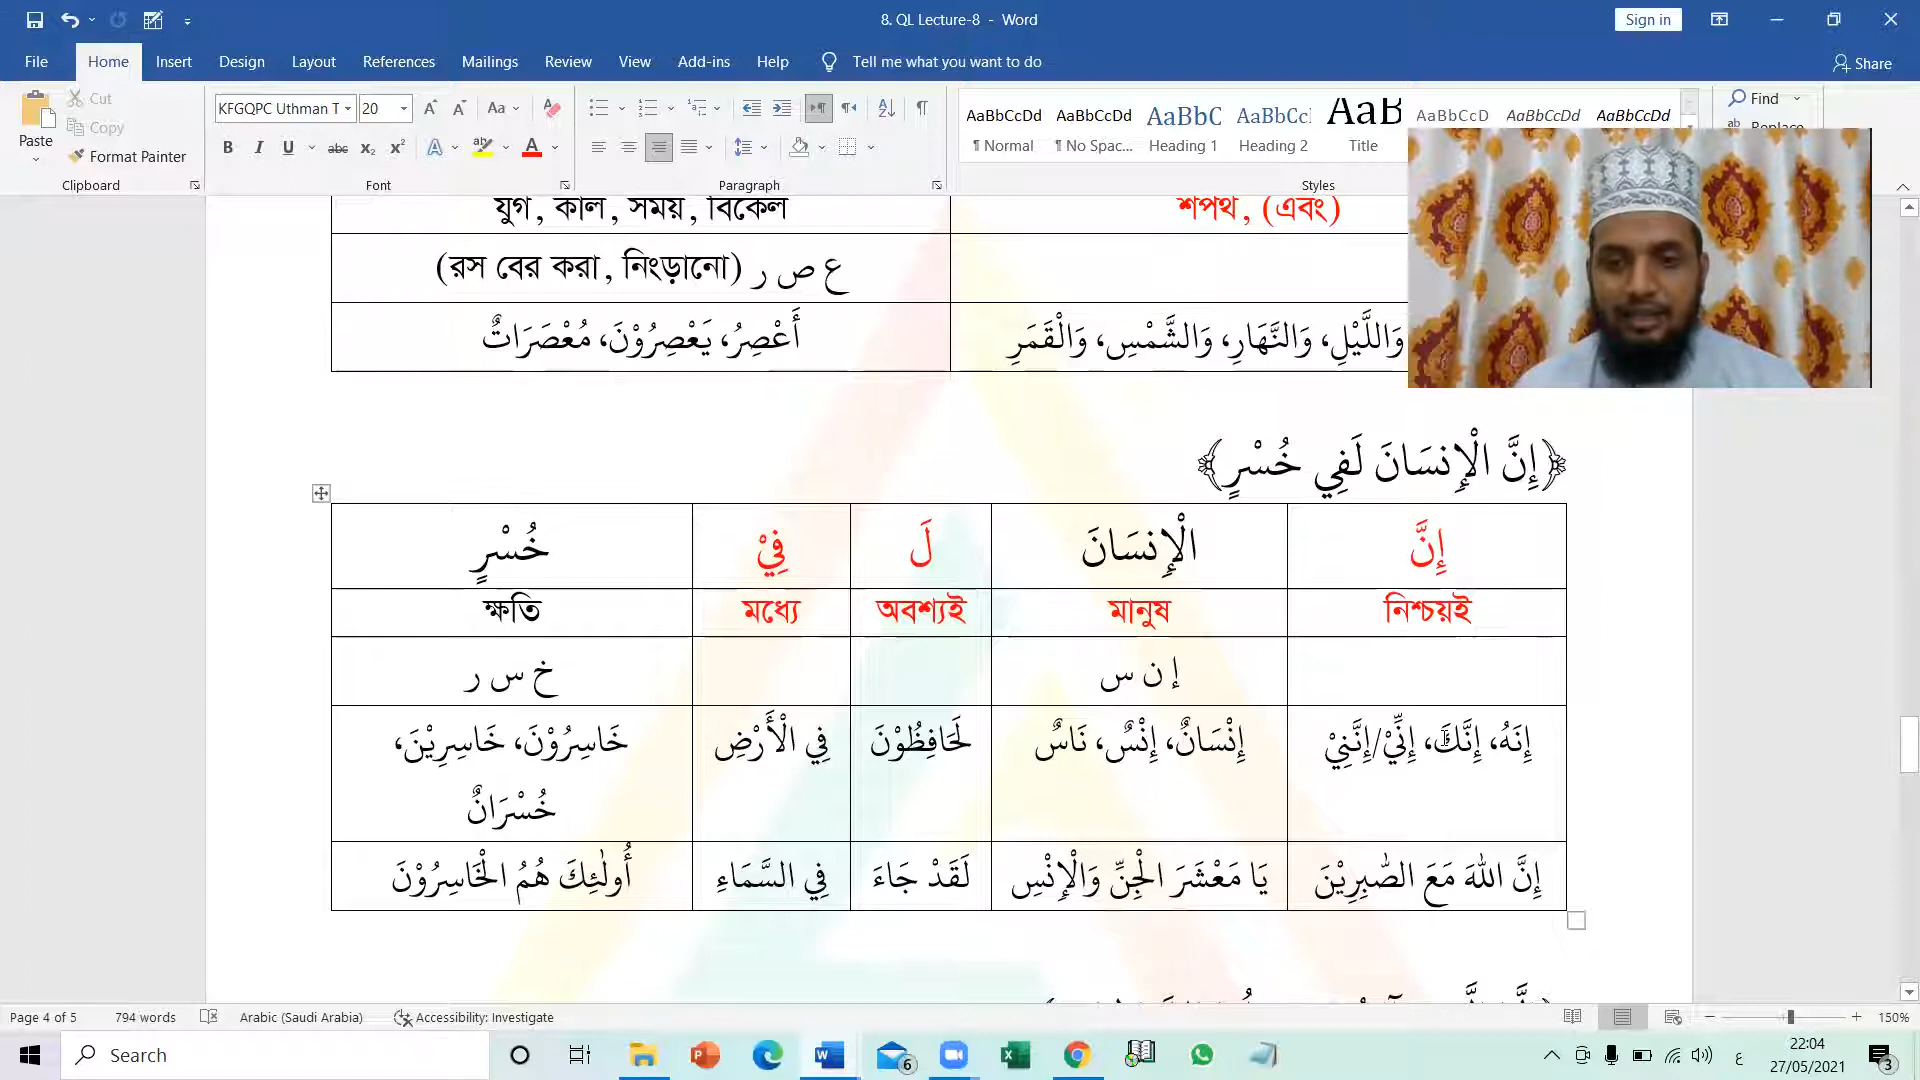 8. QL Lecture-8 - Word
Sign in
File Home Insert Design Layout References Mailings Review View Add-ins Help Tell me what you want to do Share
Paste Cut Copy Format Painter
Clipboard
KFGQPC Uthman T 20
Font
Paragraph
AaBbCcDd AaBbCcDd AaBbC AaBbCc AaB AaBbCcD AaBbCcDd AaBbCcDd
¶ Normal ¶ No Spac... Heading 1 Heading 2 Title
Styles
Find
শপথ, (এবং) যুগ, কাল, সময়, বিকেল
ع ص ر (রস বের করা, নিংড়ানো)
وَاللَّيْلِ، وَالنَّهَارِ، وَالشَّمْسِ، وَالْقَمَرِ أَعْصِرُ، يَعْصِرُوْنَ، مُعْصَرَاتٌ
﴿إِنَّ الْإِنسَانَ لَفِي خُسْرٍ﴾
إِنَّ الْإِنسَانَ لَ فِيْ خُسْرٍ
নিশ্চয়ই মানুষ অবশ্যই মধ্যে ক্ষতি
إ ن س خ س ر
إِنَهُ، إِنَّكَ، إِنِّيْ/إِنَّنِيْ إِنْسَانٌ، إِنْسٌ، نَاسٌ لَحَافِظُوْنَ فِي الْأَرْضِ خَاسِرُوْنَ، خَاسِرِيْنَ،
خُسْرَانٌ
إِنَّ اللهَ مَعَ الصّٰبِرِيْنَ يَا مَعْشَرَ الْجِنِّ وَالْإِنْسِ لَقَدْ جَاءَ فِي السَّمَاءِ أُولٰئِكَ هُمُ الْخَاسِرُوْنَ
Page 4 of 5 794 words Arabic (Saudi Arabia) Accessibility: Investigate 150%
Search
6
ع
22:04
27/05/2021
3